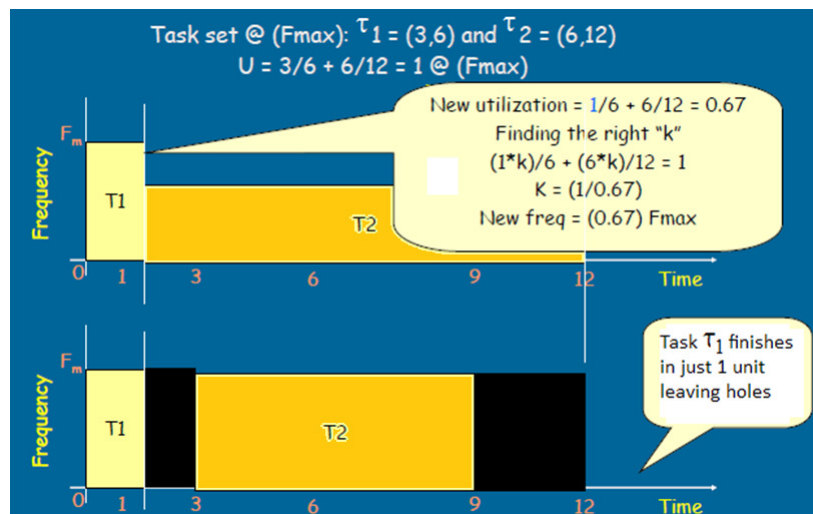 Task set @ (Fmax): τ1 = (3,6) and τ2 = (6,12)
U = 3/6 + 6/12 = 1 @ (Fmax)
New utilization = 1/6 + 6/12 = 0.67
Finding the right "k"
(1*k)/6 + (6*k)/12 = 1
K = (1/0.67)
New freq = (0.67) Fmax
Fm
Frequency
T1
T2
0 1 3 6 9 12 Time
Task τ1 finishes
in just 1 unit
leaving holes
Fm
Frequency
T1
T2
0 1 3 6 9 12 Time